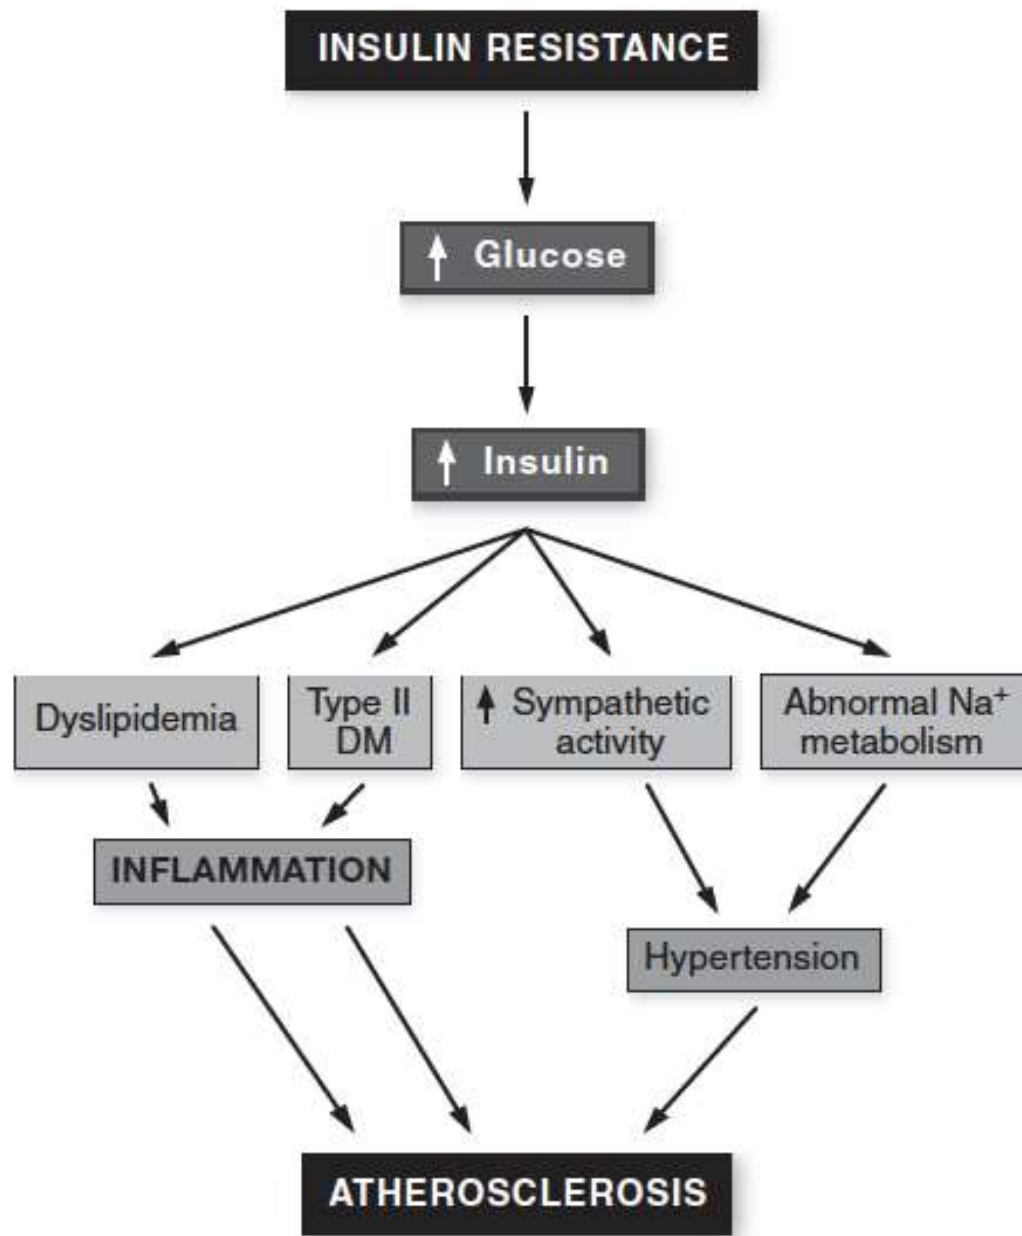 INSULIN RESISTANCE
↑ Glucose
↑ Insulin
Dyslipidemia
Type II
DM
↑ Sympathetic
activity
Abnormal Na⁺
metabolism
INFLAMMATION
Hypertension
ATHEROSCLEROSIS